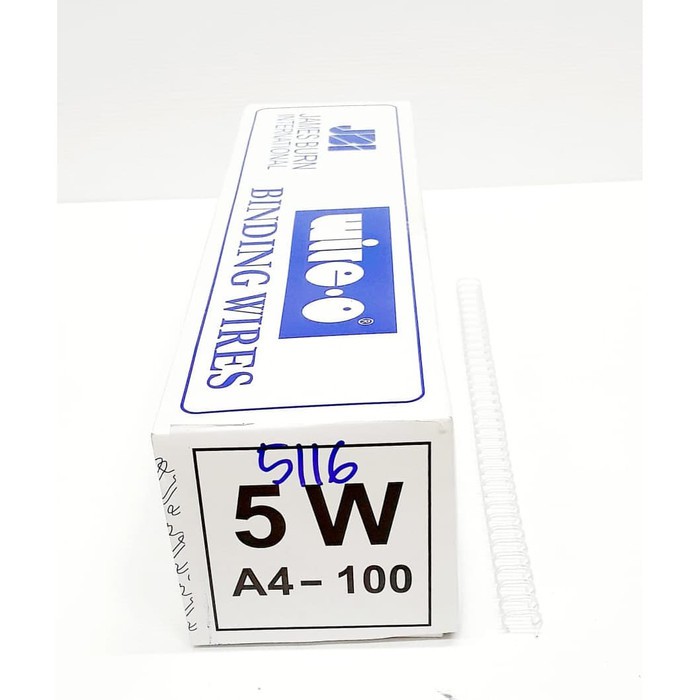 JBI
JAMES BURN
INTERNATIONAL
wire-o®
BINDING WIRES
5116
5 W
A4 - 100